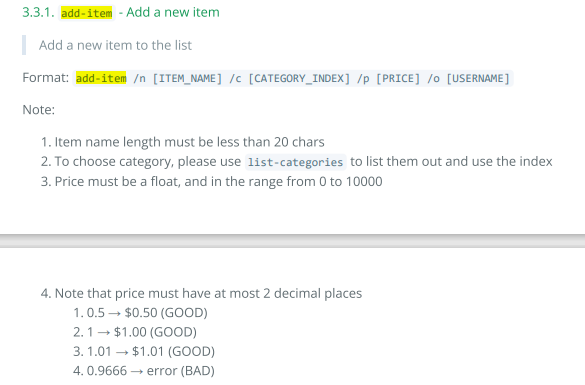 3.3.1. add-item - Add a new item
Add a new item to the list
Format: add-item /n [ITEM_NAME] /c [CATEGORY_INDEX] /p [PRICE] /o [USERNAME]
Note:
1. Item name length must be less than 20 chars
2. To choose category, please use list-categories to list them out and use the index
3. Price must be a float, and in the range from 0 to 10000
4. Note that price must have at most 2 decimal places
1. 0.5 → $0.50 (GOOD)
2. 1 → $1.00 (GOOD)
3. 1.01 → $1.01 (GOOD)
4. 0.9666 → error (BAD)